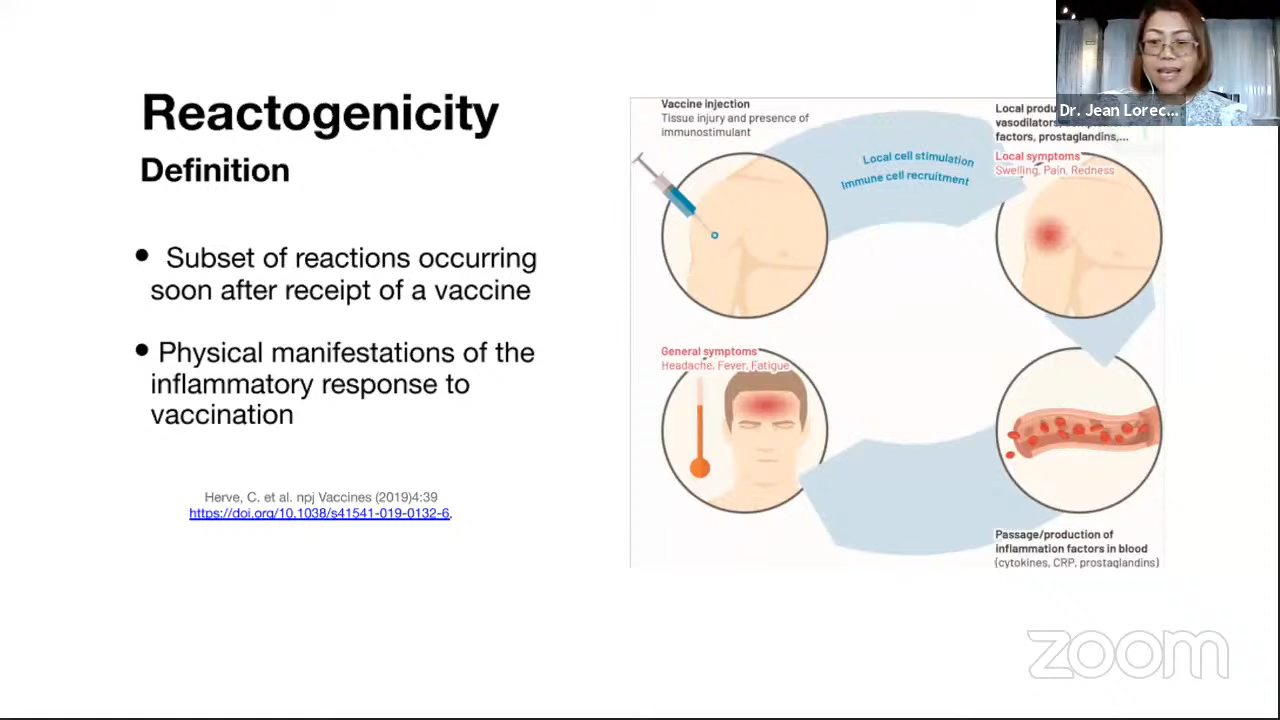 Reactogenicity
Definition
• Subset of reactions occurring
soon after receipt of a vaccine
• Physical manifestations of the
inflammatory response to
vaccination
Herve, C. et al. npj Vaccines (2019)4:39
https://doi.org/10.1038/s41541-019-0132-6.
Vaccine injection
Tissue injury and presence of
immunostimulant
Local cell stimulation
Immune cell recruitment
Local
vasodilators,
factors, prostaglandins,...
Local symptoms
Swelling, Pain, Redness
General symptoms
Headache, Fever, Fatigue
Passage/production of
inflammation factors in blood
(cytokines, CRP, prostaglandins)
Dr. Jean Lorec...
zoom